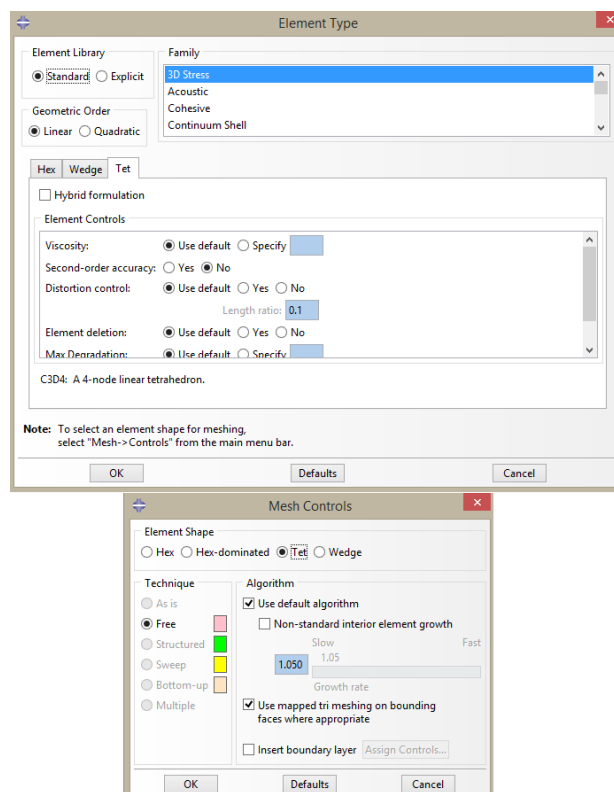 Element Type
Element Library
Standard Explicit
Family
3D Stress
Acoustic
Cohesive
Continuum Shell
Geometric Order
Linear Quadratic
Hex Wedge Tet
Hybrid formulation
Element Controls
Viscosity: Use default Specify
Second-order accuracy: Yes No
Distortion control: Use default Yes No
Length ratio: 0.1
Element deletion: Use default Yes No
Max Degradation: Use default Specify
C3D4: A 4-node linear tetrahedron.
Note: To select an element shape for meshing,
select "Mesh->Controls" from the main menu bar.
OK Defaults Cancel
Mesh Controls
Element Shape
Hex Hex-dominated Tet Wedge
Technique
As is
Free
Structured
Sweep
Bottom-up
Multiple
Algorithm
Use default algorithm
Non-standard interior element growth
Slow Fast
1.050 1.05
Growth rate
Use mapped tri meshing on bounding
faces where appropriate
Insert boundary layer Assign Controls...
OK Defaults Cancel